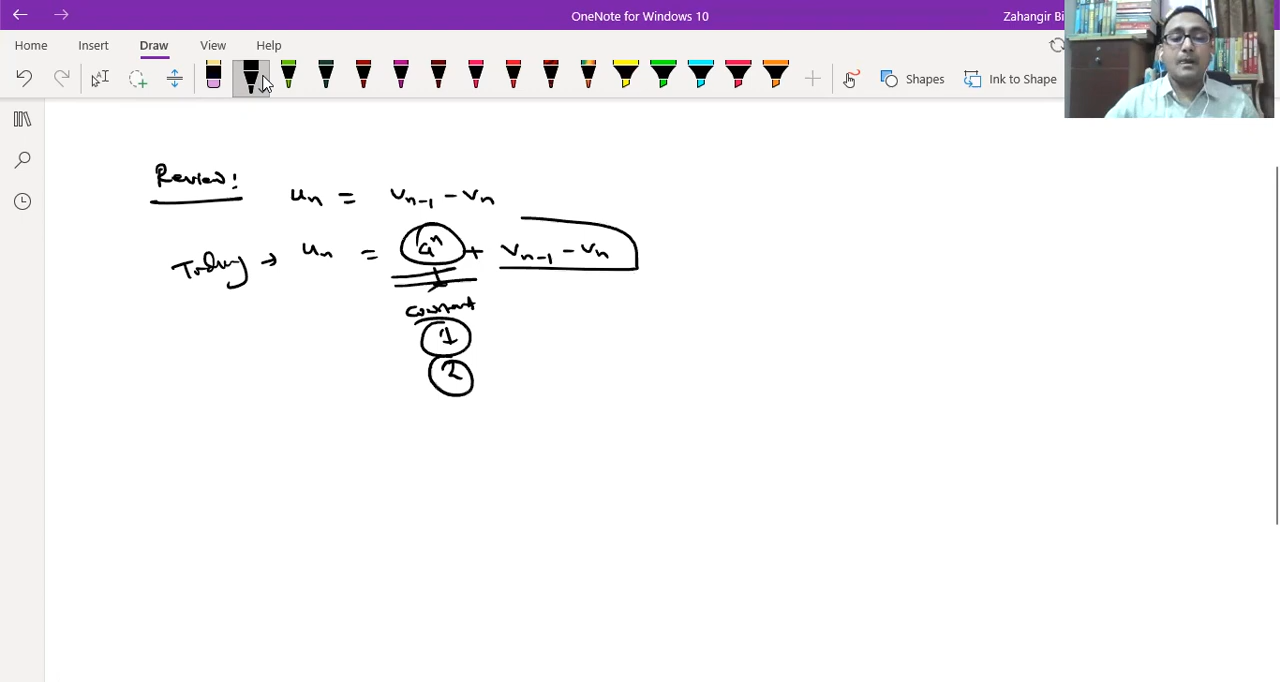 OneNote for Windows 10
Zahangir Bi
Home Insert Draw View Help
Shapes Ink to Shape
Review:
uₙ = vₙ₋₁ − vₙ
Today → uₙ = aⁿ + vₙ₋₁ − vₙ
constant
1
2